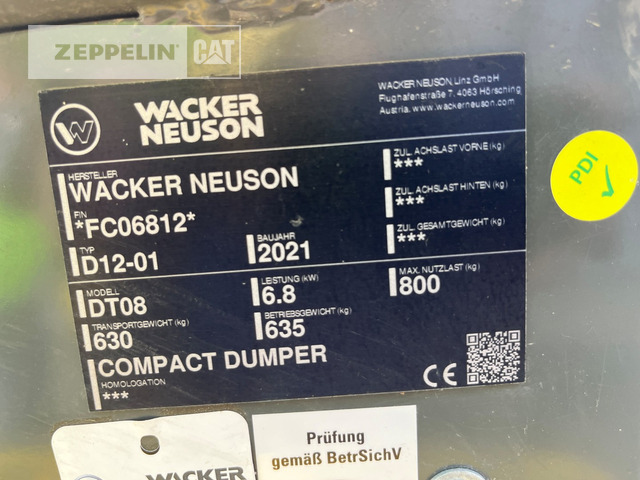 ZEPPELIN CAT
WACKER
NEUSON
WACKER NEUSON, Linz GmbH
Flughafenstraße 7, 4063 Hörsching
Austria, www.wackerneuson.com
HERSTELLER
WACKER NEUSON
FIN
*FC06812*
TYP
D12-01
BAUJAHR
2021
MODELL
DT08
LEISTUNG (kW)
6.8
TRANSPORTGEWICHT (kg)
630
BETRIEBSGEWICHT (kg)
635
COMPACT DUMPER
HOMOLOGATION
***
ZUL. ACHSLAST VORNE (kg)
***
ZUL. ACHSLAST HINTEN (kg)
***
ZUL. GESAMTGEWICHT (kg)
***
MAX. NUTZLAST (kg)
800
CE
PDI
WACKER
Prüfung
gemäß BetrSichV